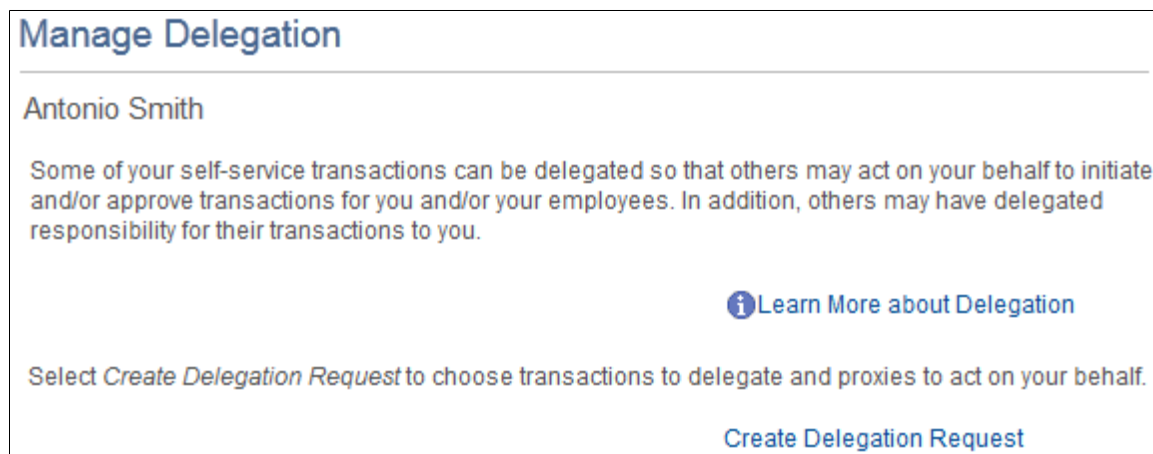 Manage Delegation
Antonio Smith
Some of your self-service transactions can be delegated so that others may act on your behalf to initiate
and/or approve transactions for you and/or your employees. In addition, others may have delegated
responsibility for their transactions to you.
Learn More about Delegation
Select Create Delegation Request to choose transactions to delegate and proxies to act on your behalf.
Create Delegation Request